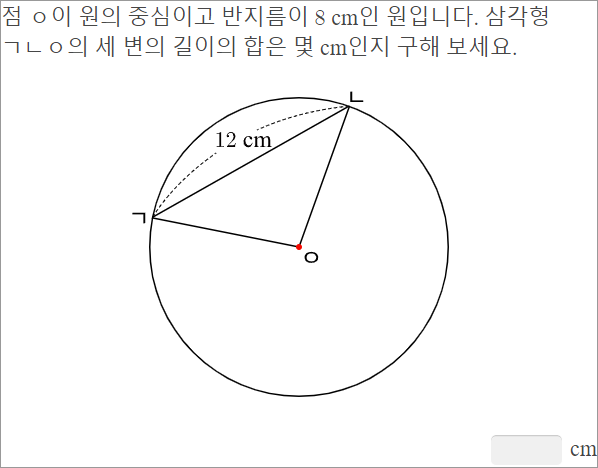 점 ㅇ이 원의 중심이고 반지름이 8 cm인 원입니다. 삼각형
ㄱㄴㅇ의 세 변의 길이의 합은 몇 cm인지 구해 보세요.
ㄴ
12 cm
ㄱ
ㅇ
cm